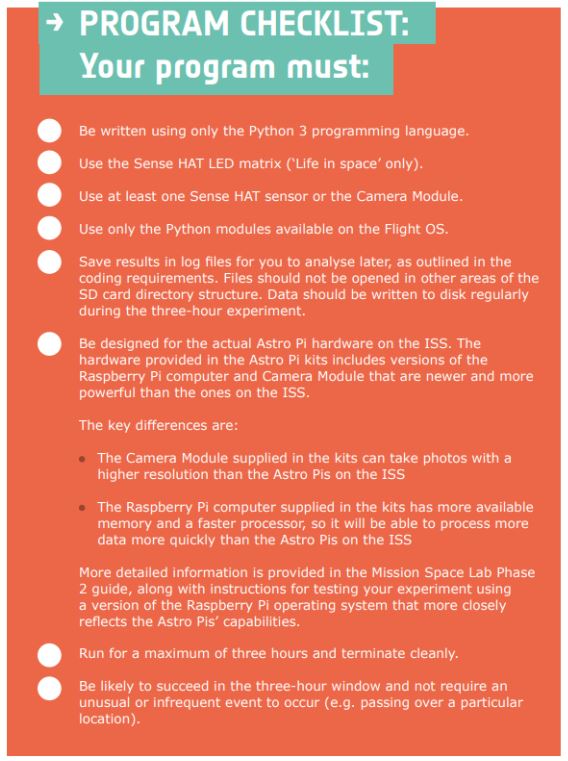 → PROGRAM CHECKLIST:
Your program must:
Be written using only the Python 3 programming language.
Use the Sense HAT LED matrix (‘Life in space’ only).
Use at least one Sense HAT sensor or the Camera Module.
Use only the Python modules available on the Flight OS.
Save results in log files for you to analyse later, as outlined in the
coding requirements. Files should not be opened in other areas of the
SD card directory structure. Data should be written to disk regularly
during the three-hour experiment.
Be designed for the actual Astro Pi hardware on the ISS. The
hardware provided in the Astro Pi kits includes versions of the
Raspberry Pi computer and Camera Module that are newer and more
powerful than the ones on the ISS.
The key differences are:
• The Camera Module supplied in the kits can take photos with a
higher resolution than the Astro Pis on the ISS
• The Raspberry Pi computer supplied in the kits has more available
memory and a faster processor, so it will be able to process more
data more quickly than the Astro Pis on the ISS
More detailed information is provided in the Mission Space Lab Phase
2 guide, along with instructions for testing your experiment using
a version of the Raspberry Pi operating system that more closely
reflects the Astro Pis’ capabilities.
Run for a maximum of three hours and terminate cleanly.
Be likely to succeed in the three-hour window and not require an
unusual or infrequent event to occur (e.g. passing over a particular
location).